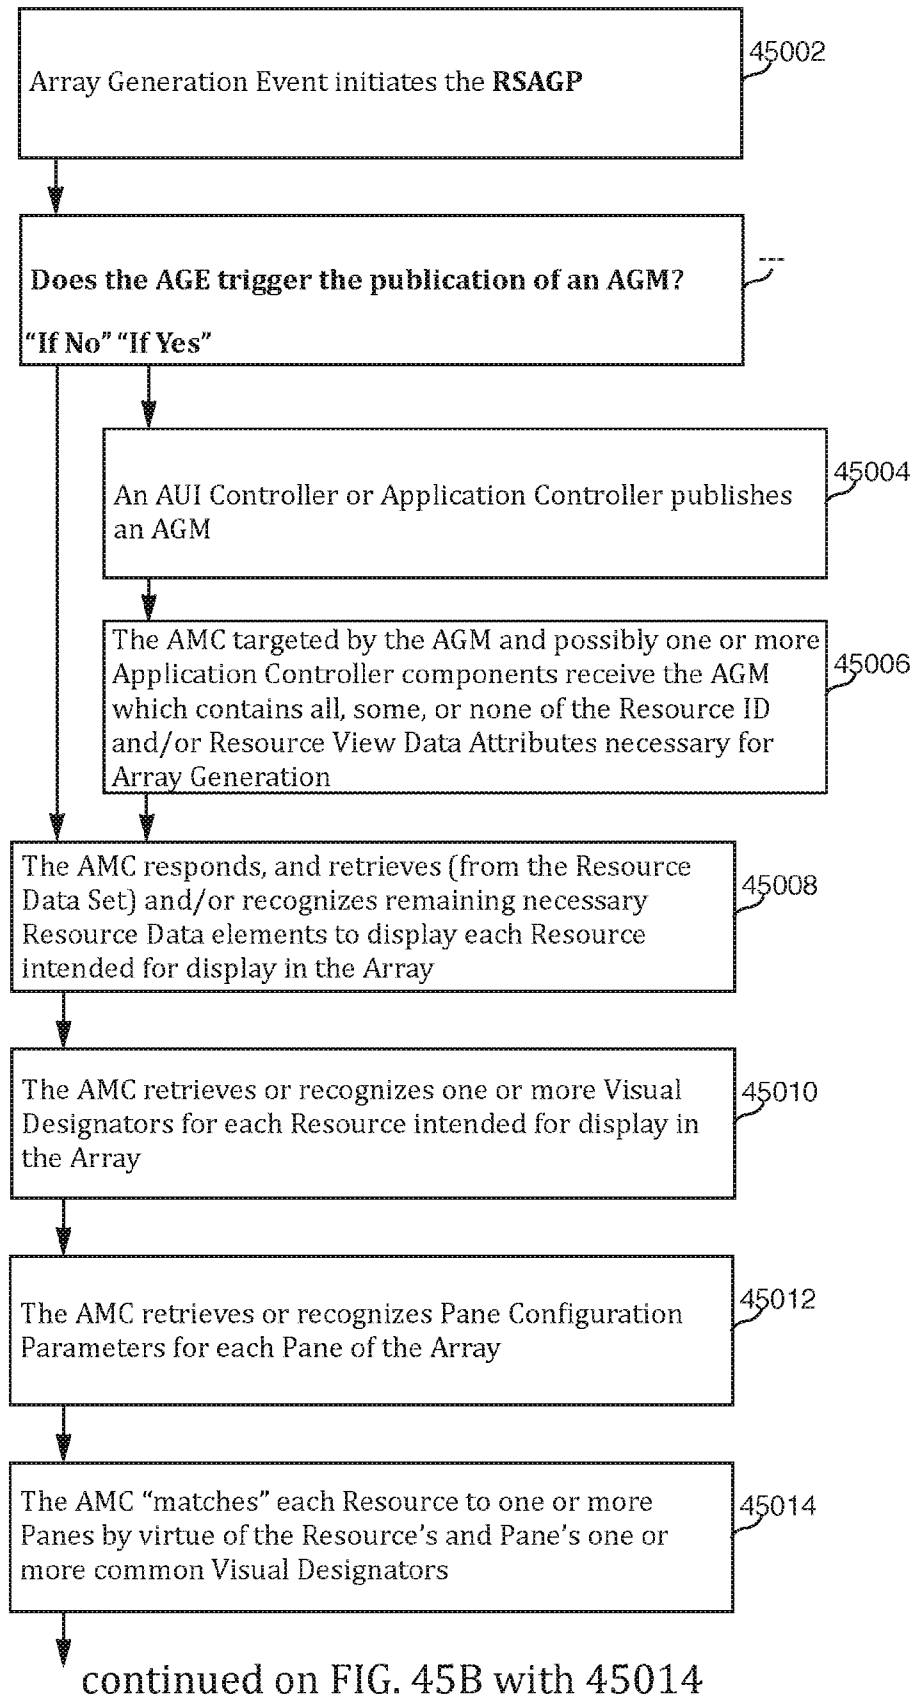 45002
Array Generation Event initiates the RSAGP
---
Does the AGE trigger the publication of an AGM?
“If No” “If Yes”
45004
An AUI Controller or Application Controller publishes
an AGM
The AMC targeted by the AGM and possibly one or more
45006
Application Controller components receive the AGM
which contains all, some, or none of the Resource ID
and/or Resource View Data Attributes necessary for
Array Generation
The AMC responds, and retrieves (from the Resource
45008
Data Set) and/or recognizes remaining necessary
Resource Data elements to display each Resource
intended for display in the Array
45010
The AMC retrieves or recognizes one or more Visual
Designators for each Resource intended for display in
the Array
45012
The AMC retrieves or recognizes Pane Configuration
Parameters for each Pane of the Array
45014
The AMC “matches” each Resource to one or more
Panes by virtue of the Resource’s and Pane’s one or
more common Visual Designators
continued on FIG. 45B with 45014